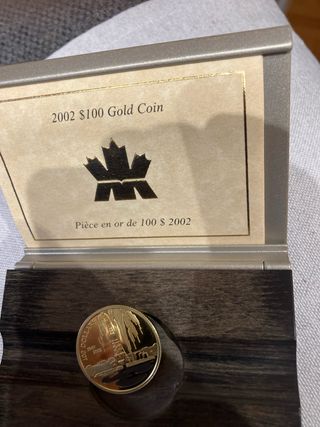 2002 $100 Gold Coin
Pièce en or de 100 $ 2002